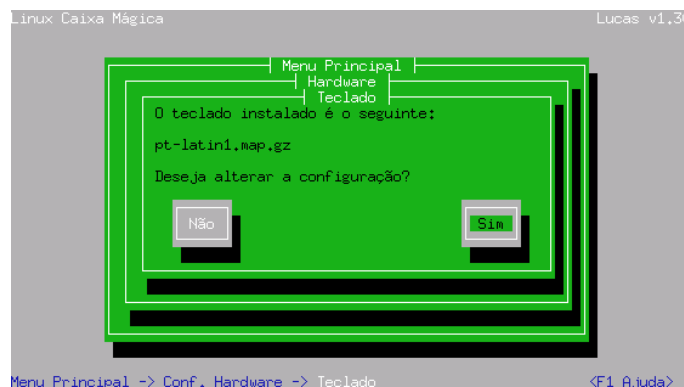 Linux Caixa Mágica Lucas v1.30
Menu Principal
Hardware
Teclado
O teclado instalado é o seguinte:
pt-latin1.map.gz
Deseja alterar a configuração?
Não Sim
Menu Principal -> Conf. Hardware -> Teclado <F1 Ajuda>